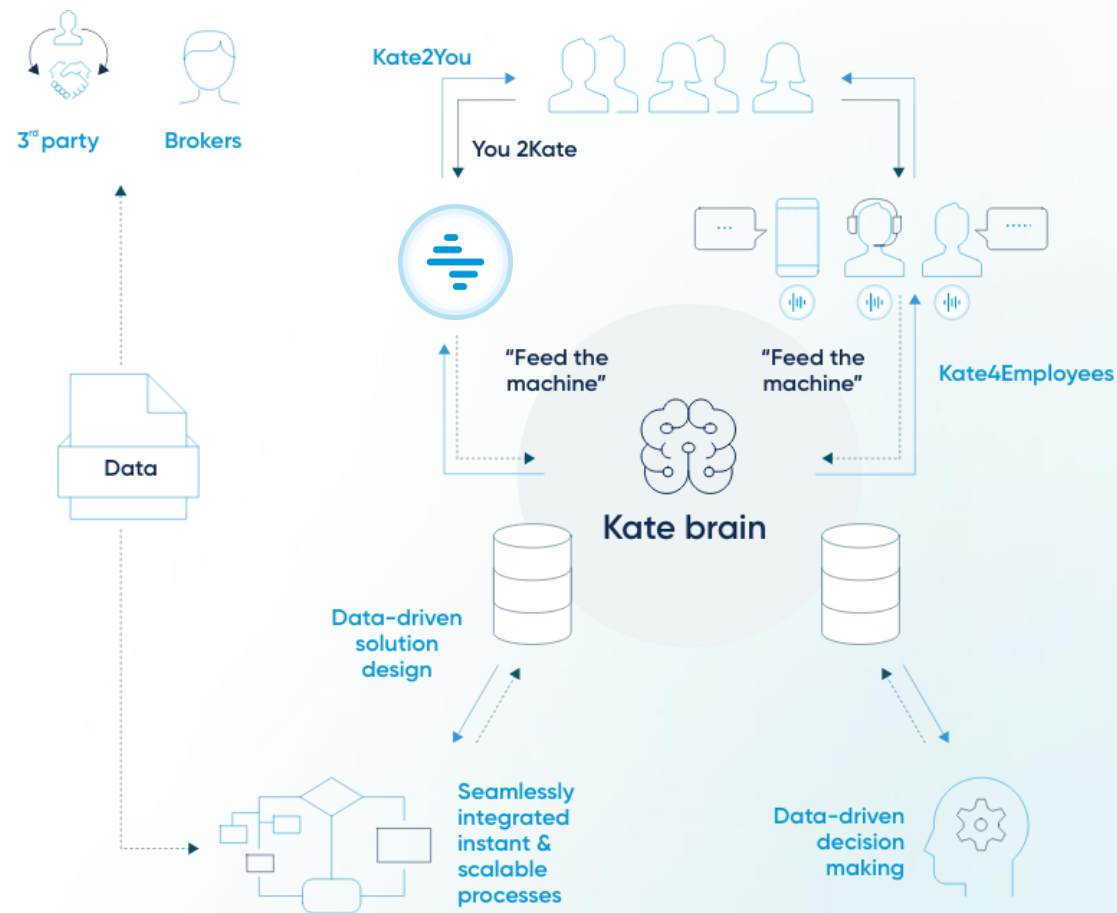 Kate2You
3rd party
Brokers
You 2Kate
...
.....
“Feed the
machine”
“Feed the
machine”
Kate4Employees
Data
Kate brain
Data-driven
solution
design
Seamlessly
integrated
instant &
scalable
processes
Data-driven
decision
making